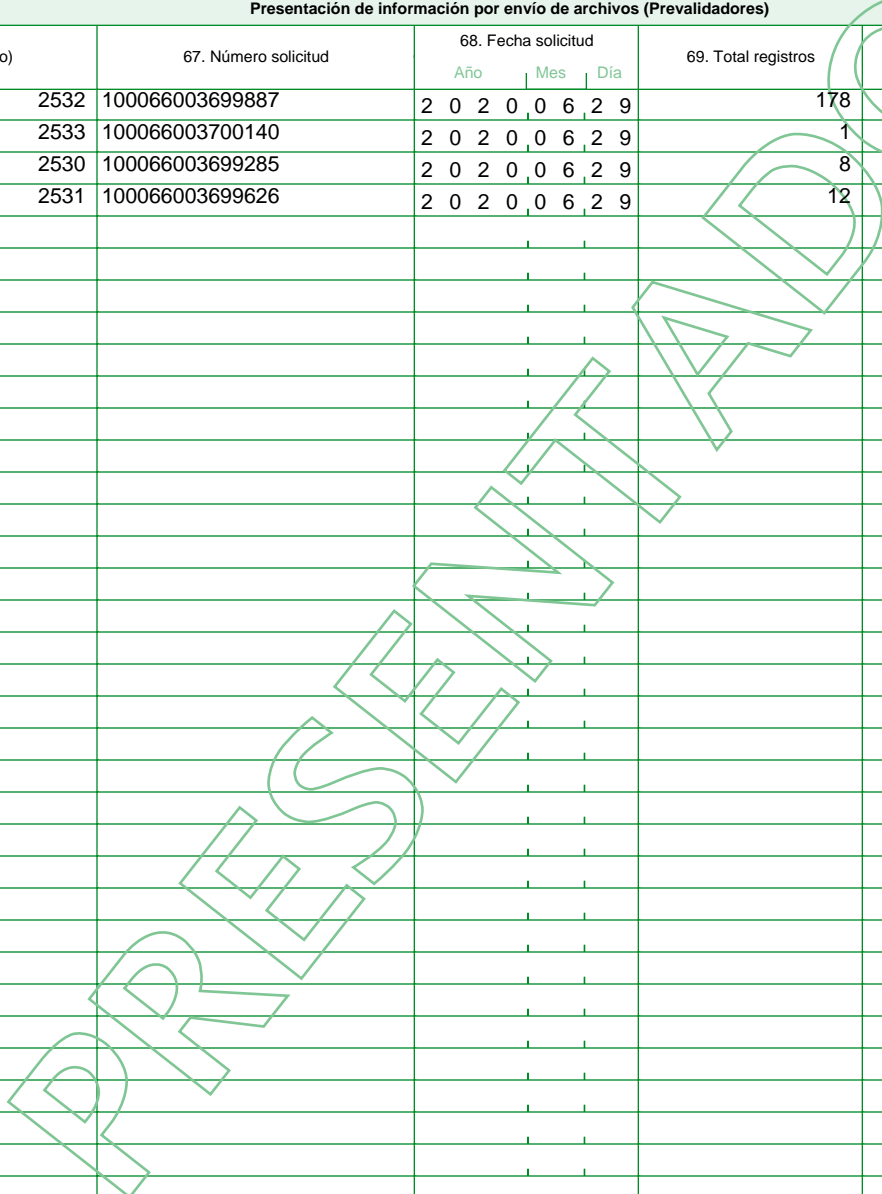 Presentación de información por envío de archivos (Prevalidadores)
o) 67. Número solicitud 68. Fecha solicitud 69. Total registros
Año Mes Día
2532 100066003699887 2 0 2 0 0 6 2 9 178
2533 100066003700140 2 0 2 0 0 6 2 9 1
2530 100066003699285 2 0 2 0 0 6 2 9 8
2531 100066003699626 2 0 2 0 0 6 2 9 12
PRESENTADO